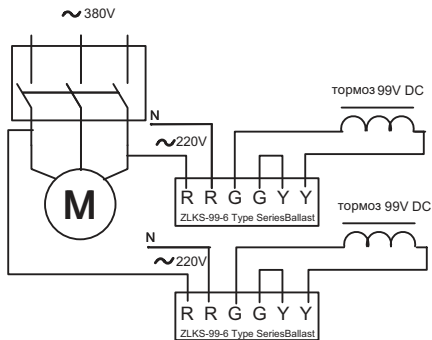 ~380V
тормоз 99V DC
N
~220V
R R G G Y Y
M
ZLKS-99-6 Type SeriesBallast
тормоз 99V DC
N
~220V
R R G G Y Y
ZLKS-99-6 Type SeriesBallast